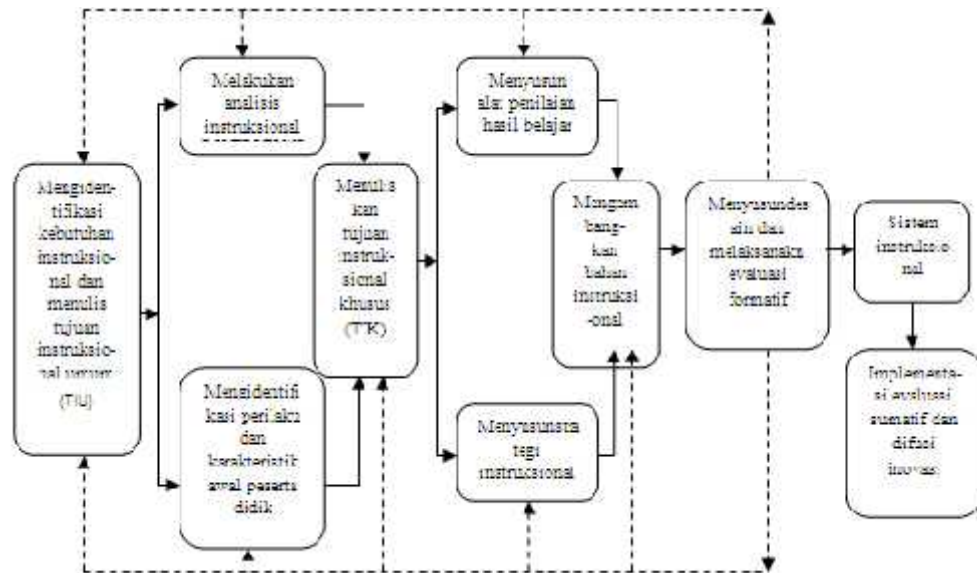 Mengiden-
tifikasi
kebutuhan
instruksio-
nal dan
menulis
tujuan
instruksio-
nal umum
(TIU)
Melakukan
analisis
instruksional
Mengidentifi
kasi perilaku
dan
karakteristik
awal peserta
didik
Menulis
kan
tujuan
instruk-
sional
khusus
(TIK)
Menyusun
alat penilaian
hasil belajar
Menyusunstra
tegi
instruksional
Mengem
bang-
kan
bahan
instruksi
-onal
Menyusundes
ain dan
melaksanaka
evaluasi
formatif
Sistem
instruksio
nal
Implementa-
si evaluasi
sumatif dan
difusi
inovasi